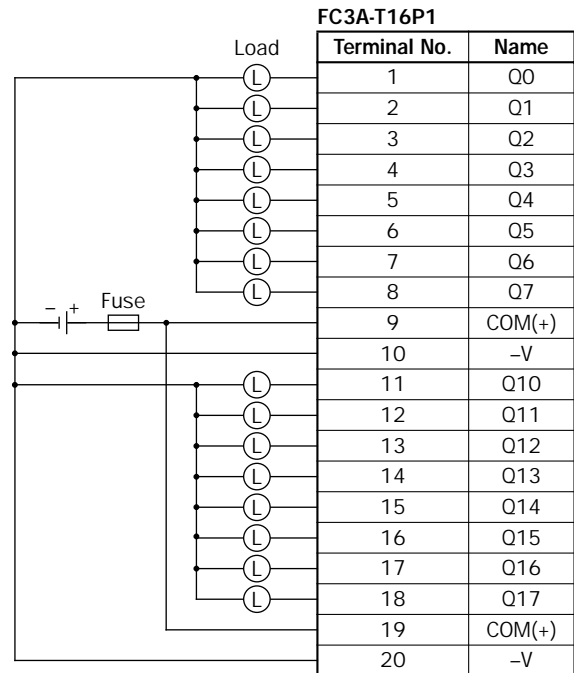 FC3A-T16P1
Load Terminal No. Name
L 1 Q0
L 2 Q1
L 3 Q2
L 4 Q3
L 5 Q4
L 6 Q5
L 7 Q6
L 8 Q7
– + Fuse 9 COM(+)
10 –V
L 11 Q10
L 12 Q11
L 13 Q12
L 14 Q13
L 15 Q14
L 16 Q15
L 17 Q16
L 18 Q17
19 COM(+)
20 –V